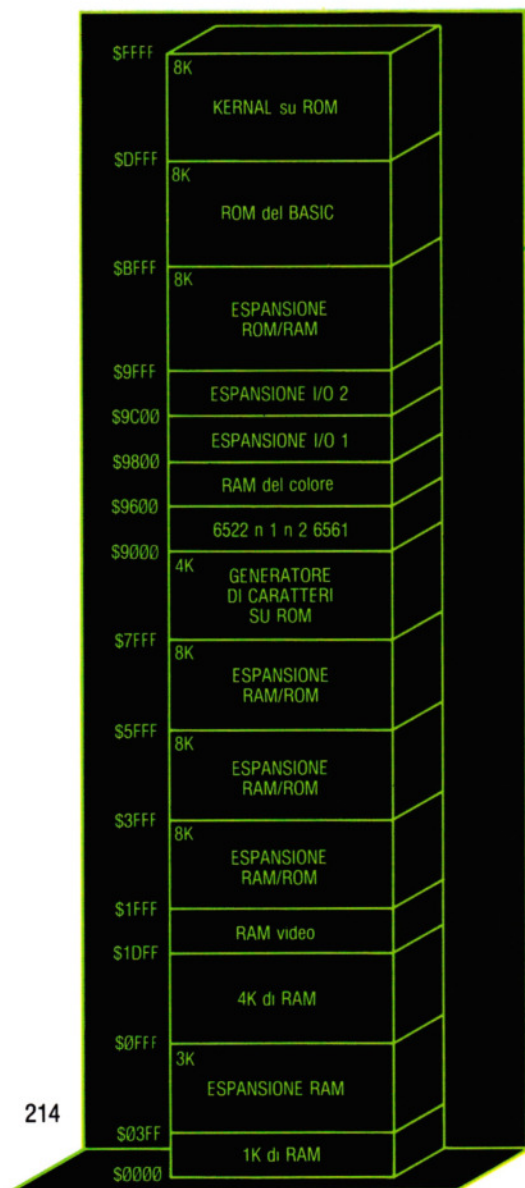 $FFFF
8K
KERNAL su ROM
$DFFF
8K
ROM del BASIC
$BFFF
8K
ESPANSIONE
ROM/RAM
$9FFF
ESPANSIONE I/O 2
$9C00
ESPANSIONE I/O 1
$9800
RAM del colore
$9600
6522 n 1 n 2 6561
$9000
4K
GENERATORE
DI CARATTERI
SU ROM
$7FFF
8K
ESPANSIONE
RAM/ROM
$5FFF
8K
ESPANSIONE
RAM/ROM
$3FFF
8K
ESPANSIONE
RAM/ROM
$1FFF
RAM video
$1DFF
4K di RAM
$0FFF
3K
ESPANSIONE RAM
$03FF
1K di RAM
$0000
214